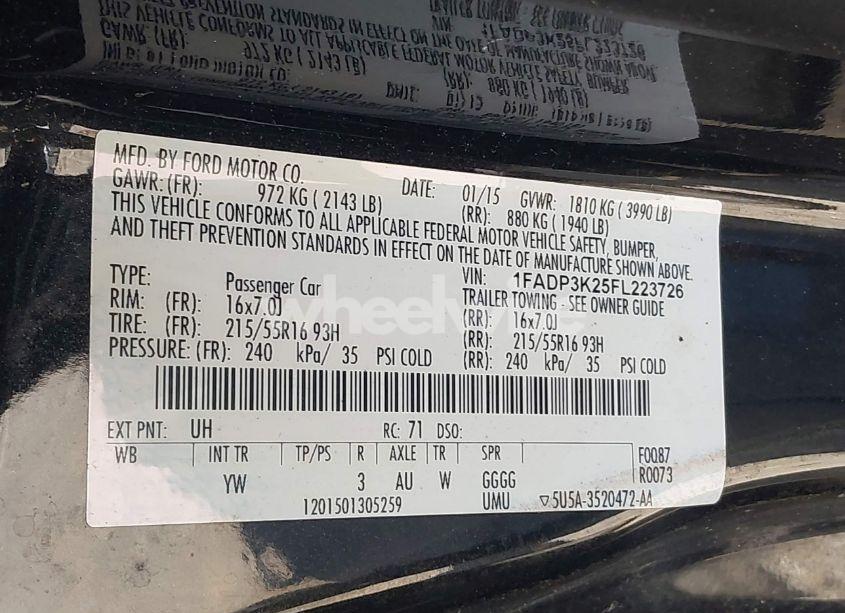 MFD. BY FORD MOTOR CO.
DATE: 01/15 GVWR: 1810 KG ( 3990 LB)
GAWR: (FR): 972 KG ( 2143 LB) (RR): 880 KG ( 1940 LB)
THIS VEHICLE CONFORMS TO ALL APPLICABLE FEDERAL MOTOR VEHICLE SAFETY, BUMPER,
AND THEFT PREVENTION STANDARDS IN EFFECT ON THE DATE OF MANUFACTURE SHOWN ABOVE.
VIN: 1FADP3K25FL223726
TYPE: Passenger Car TRAILER TOWING - SEE OWNER GUIDE
RIM: (FR): 16x7.0J (RR): 16x7.0J
TIRE: (FR): 215/55R16 93H (RR): 215/55R16 93H
PRESSURE: (FR): 240 kPa/ 35 PSI COLD (RR): 240 kPa/ 35 PSI COLD
EXT PNT: UH RC: 71 DSO:
WB INT TR TP/PS R AXLE TR SPR F0087
YW 3 AU W GGGG R0073
1201501305259 UMU ▽5U5A-3520472-AA